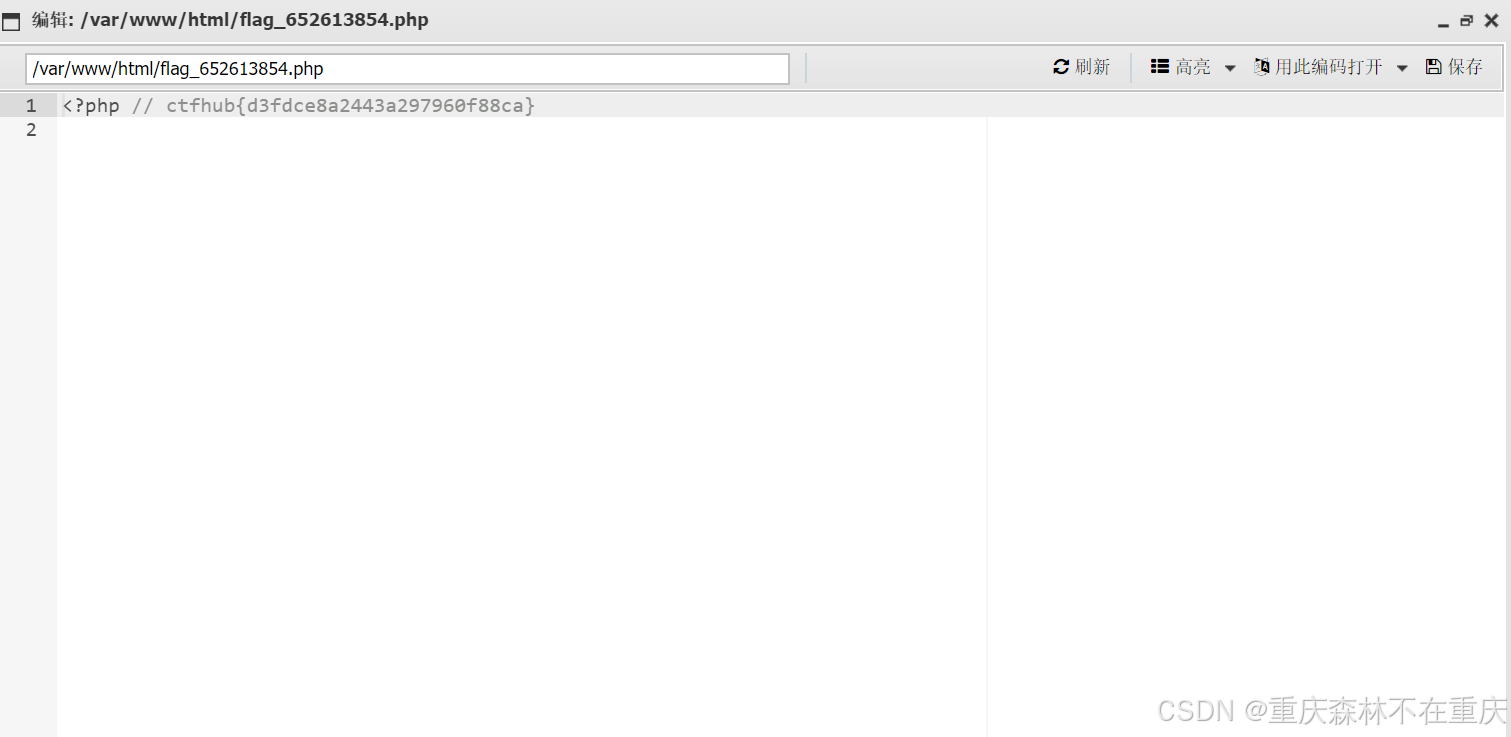 编辑: /var/www/html/flag_652613854.php
/var/www/html/flag_652613854.php 刷新 高亮 用此编码打开 保存
1 <?php // ctfhub{d3fdce8a2443a297960f88ca}
2
CSDN @重庆森林不在重庆